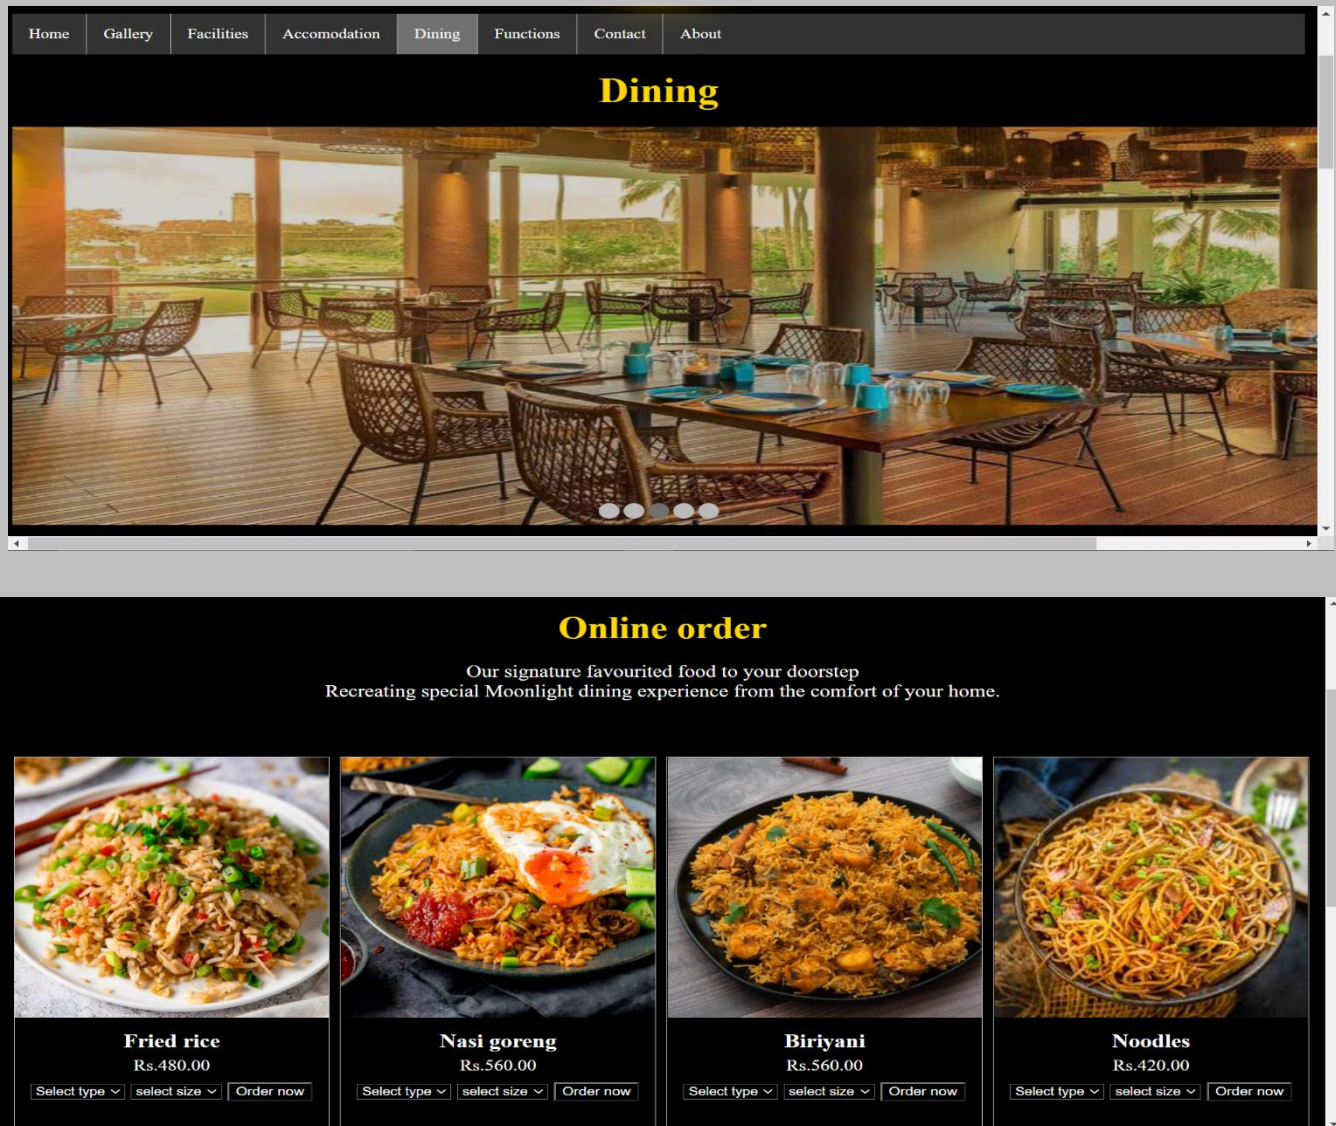 Home Gallery Facilities Accomodation Dining Functions Contact About
Dining
Online order
Our signature favourited food to your doorstep
Recreating special Moonlight dining experience from the comfort of your home.
Fried rice
Rs.480.00
Select type select size Order now
Nasi goreng
Rs.560.00
Select type select size Order now
Biriyani
Rs.560.00
Select type select size Order now
Noodles
Rs.420.00
Select type select size Order now